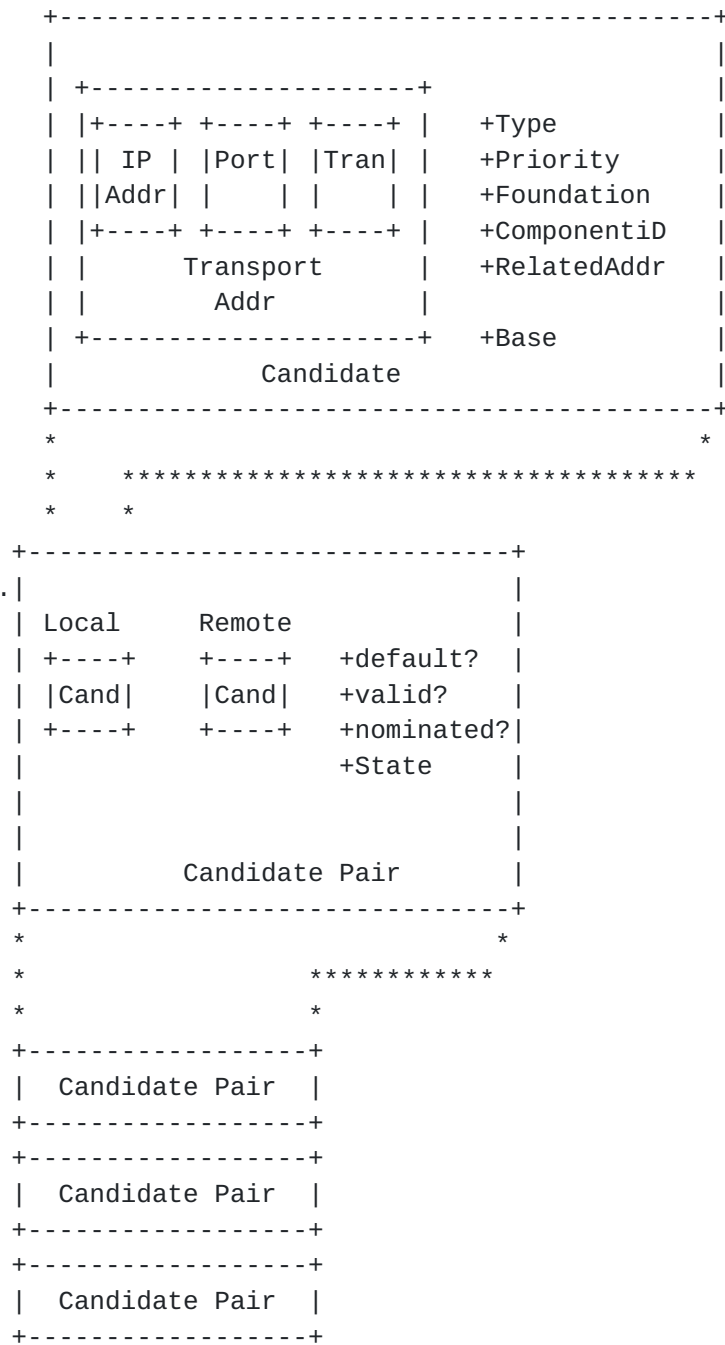 +------------------------------------------+
|                                          |
| +---------------------+                  |
| |+----+ +----+ +----+ |   +Type          |
| || IP | |Port| |Tran| |   +Priority      |
| ||Addr| |    | |    | |   +Foundation    |
| |+----+ +----+ +----+ |   +ComponentiD   |
| |      Transport      |   +RelatedAddr   |
| |        Addr         |                  |
| +---------------------+   +Base          |
|             Candidate                    |
+------------------------------------------+
*                                         *
*    *************************************
*    *
+-------------------------------+
.|                               |
| Local     Remote              |
| +----+    +----+   +default?  |
| |Cand|    |Cand|   +valid?    |
| +----+    +----+   +nominated?|
|                    +State     |
|                               |
|                               |
|          Candidate Pair       |
+-------------------------------+
*                              *
*                  ************
*                  *
+------------------+
|  Candidate Pair  |
+------------------+
+------------------+
|  Candidate Pair  |
+------------------+
+------------------+
|  Candidate Pair  |
+------------------+